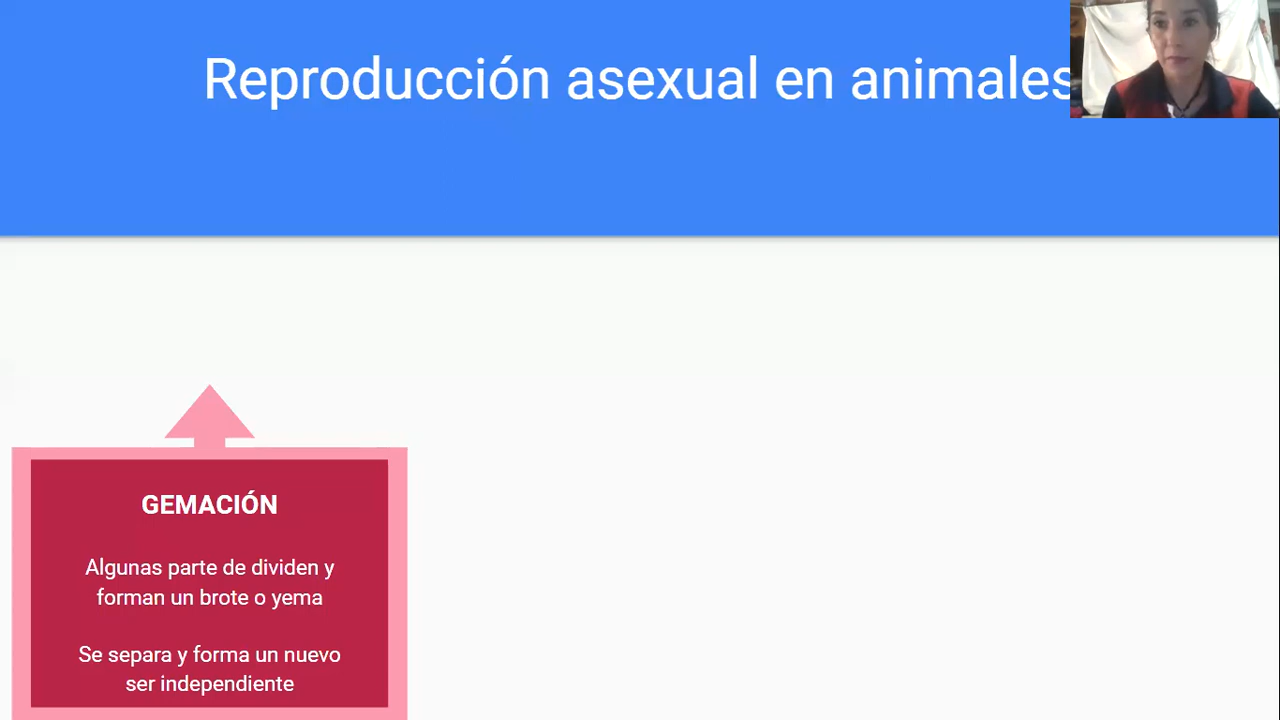 Reproducción asexual en animales
GEMACIÓN
Algunas parte de dividen y
forman un brote o yema
Se separa y forma un nuevo
ser independiente